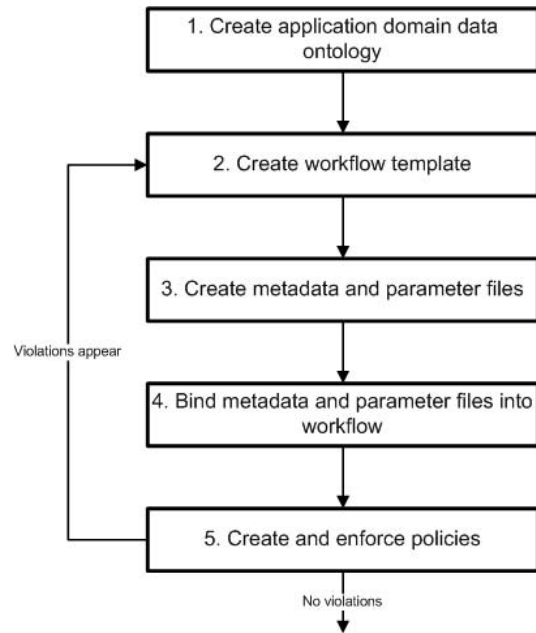 1. Create application domain data
ontology
2. Create workflow template
3. Create metadata and parameter files
Violations appear
4. Bind metadata and parameter files into
workflow
5. Create and enforce policies
No violations